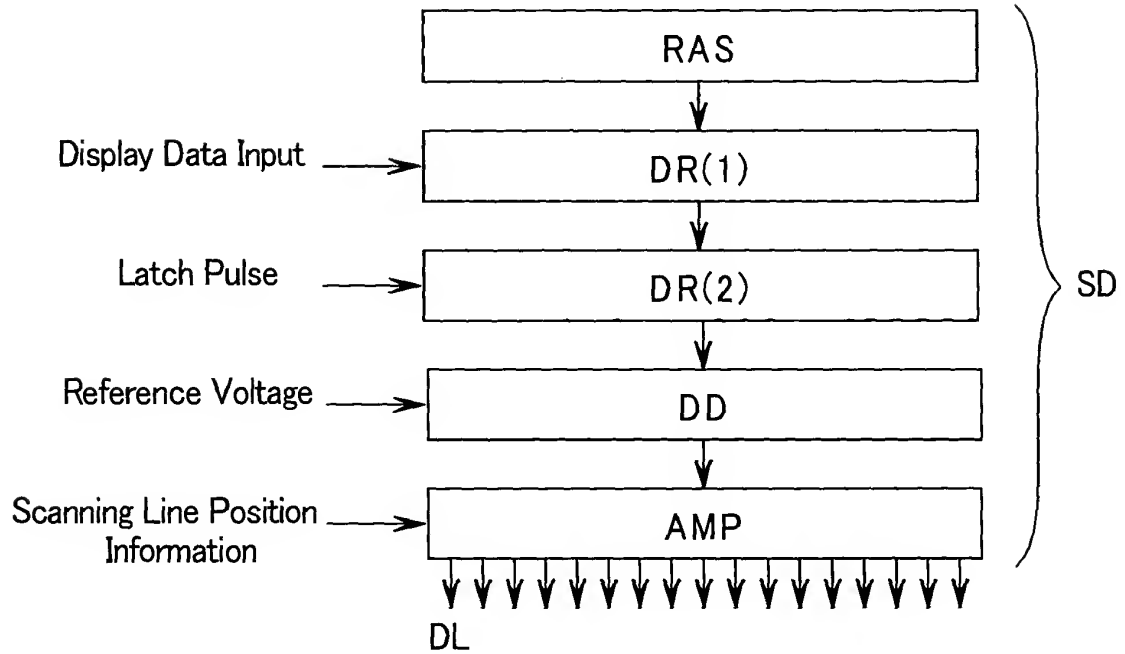 RAS
Display Data Input
DR(1)
Latch Pulse
DR(2)
SD
Reference Voltage
DD
Scanning Line Position
Information
AMP
DL